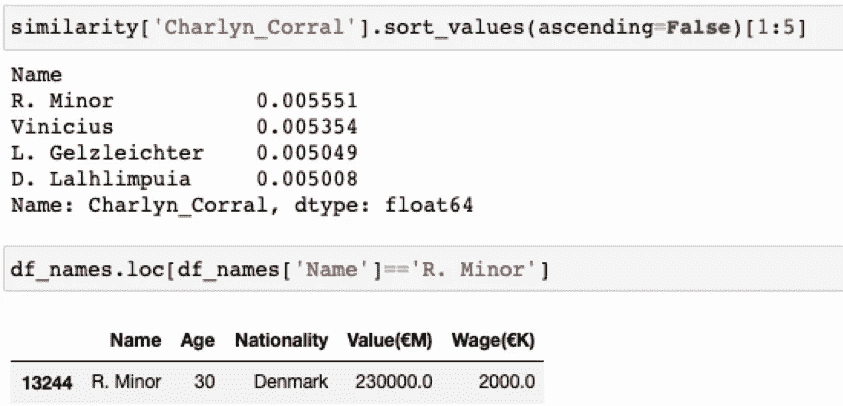 similarity['Charlyn_Corral'].sort_values(ascending=False)[1:5]
Name
R. Minor 0.005551
Vinicius 0.005354
L. Gelzleichter 0.005049
D. Lalhlimpuia 0.005008
Name: Charlyn_Corral, dtype: float64
df_names.loc[df_names['Name']=='R. Minor']
Name Age Nationality Value(€M) Wage(€K)
13244 R. Minor 30 Denmark 230000.0 2000.0